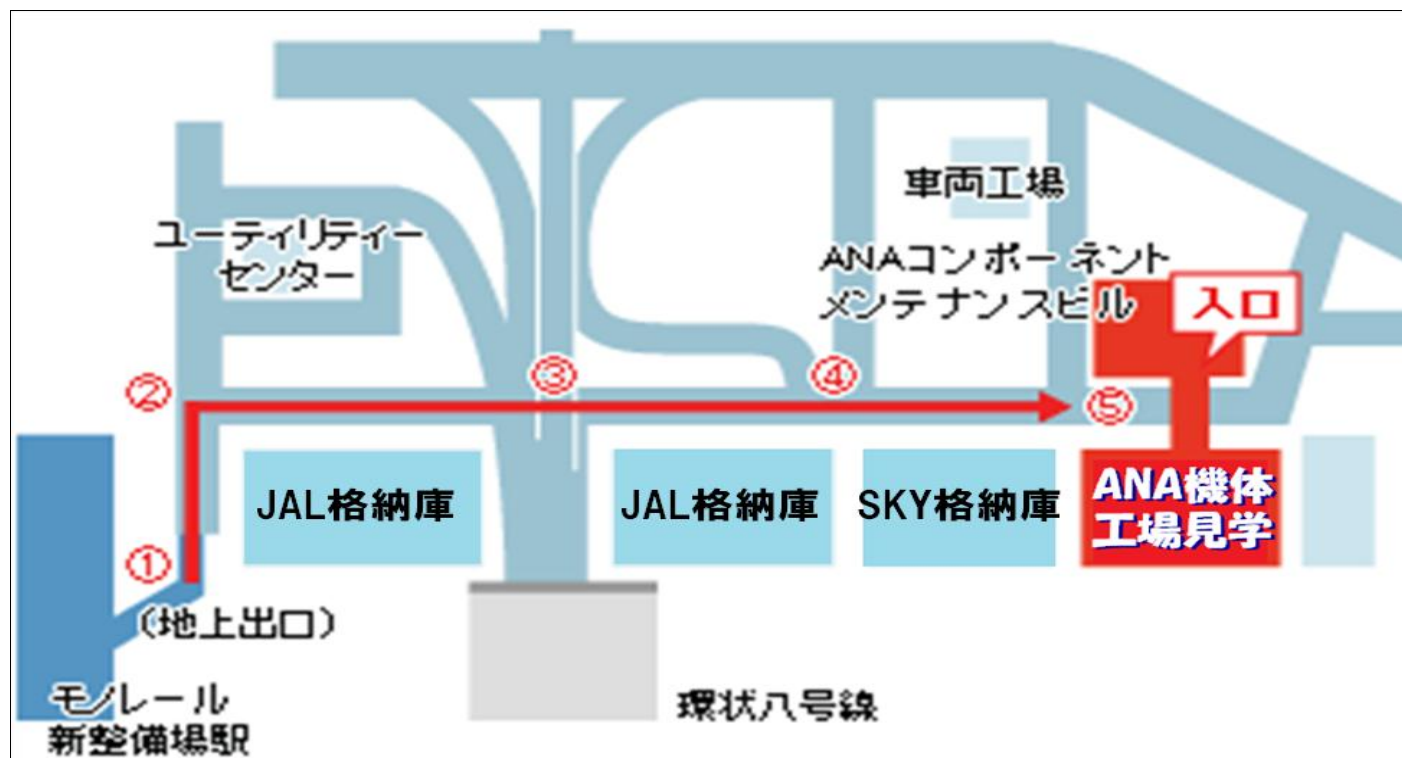 車両工場
ユーティリティー
センター
ANAコンポーネント
メンテナンスビル
入口
②
③
④
⑤
JAL格納庫
JAL格納庫
SKY格納庫
ANA機体
工場見学
①
(地上出口)
モノレール
新整備場駅
環状八号線